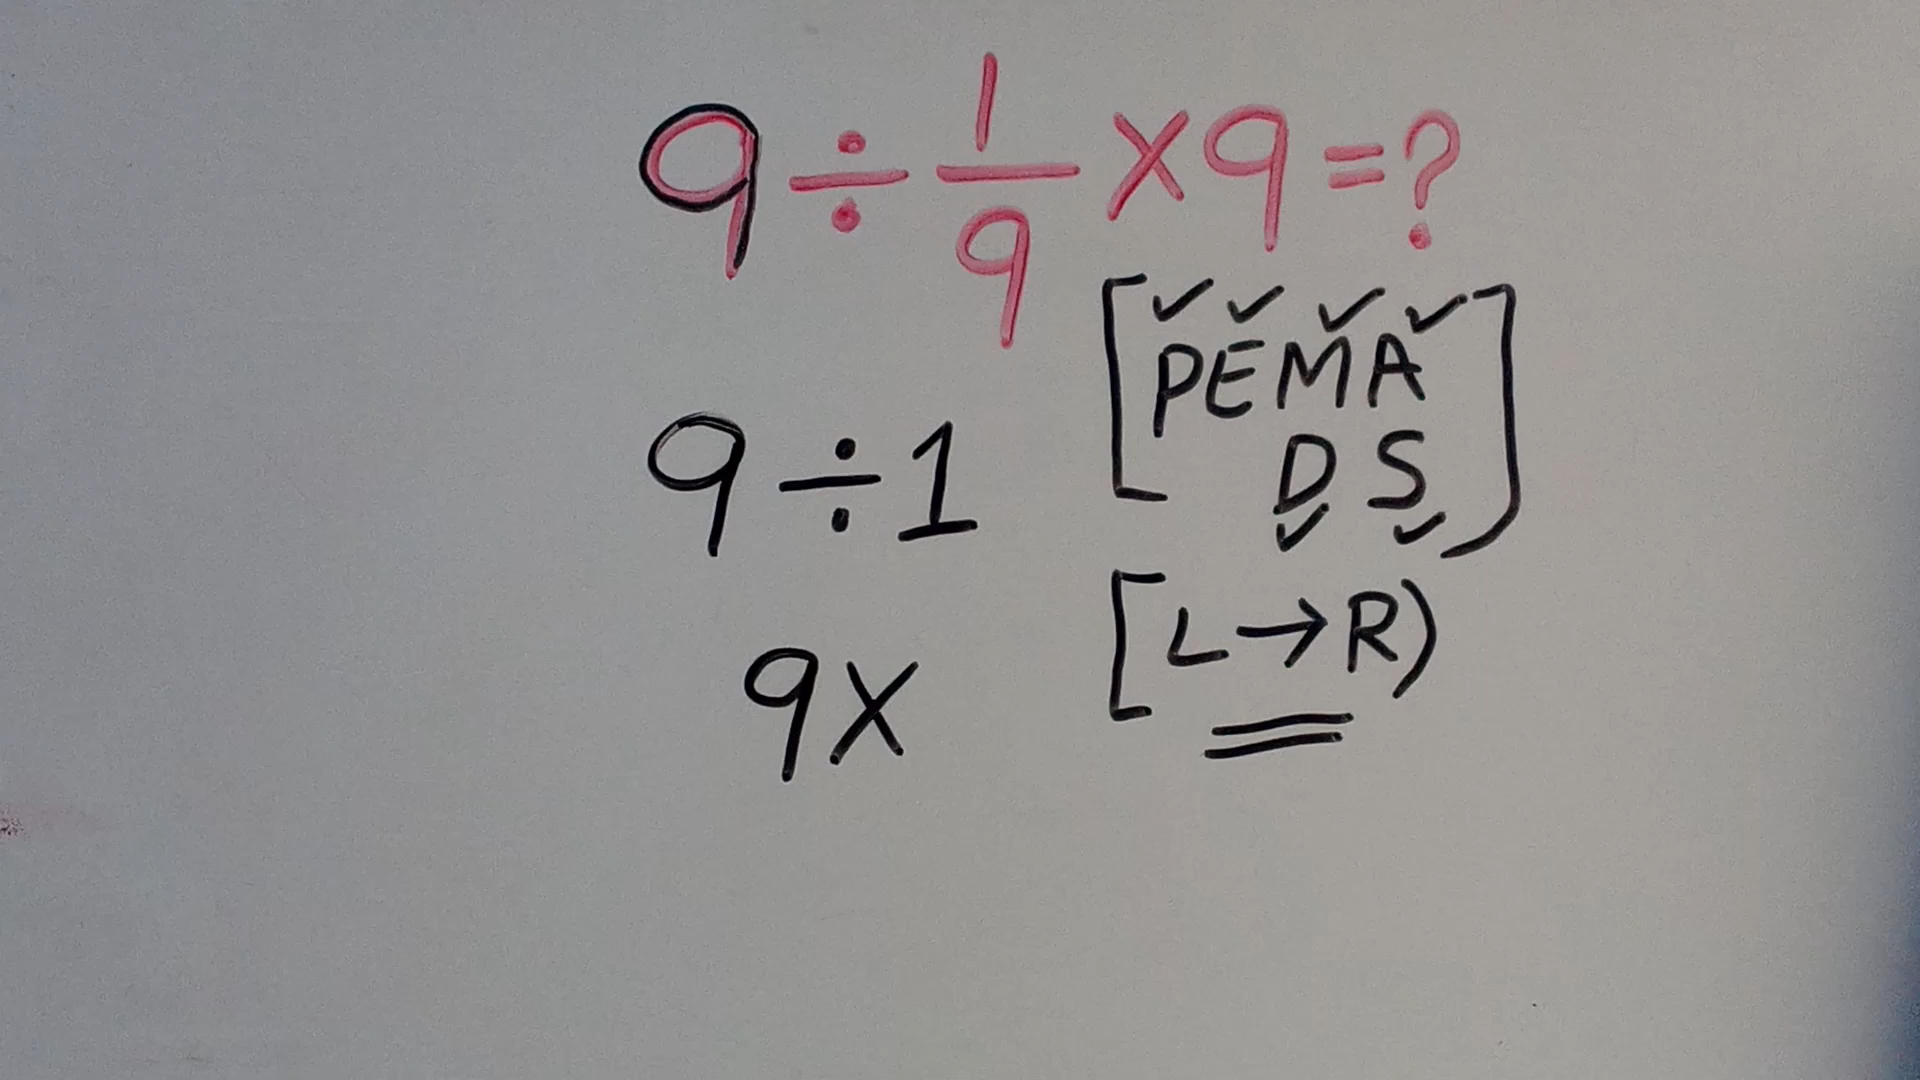 9 ÷ 1/9 × 9 = ?
[PEMA
DS]
9 ÷ 1
[L → R)
9 ×